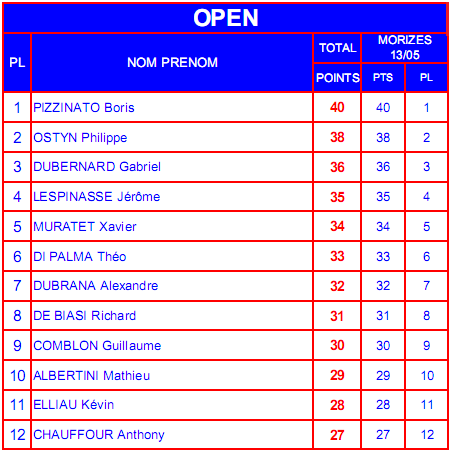 OPEN
PL NOM PRENOM TOTAL POINTS MORIZES 13/05
PTS PL
1 PIZZINATO Boris 40 40 1
2 OSTYN Philippe 38 38 2
3 DUBERNARD Gabriel 36 36 3
4 LESPINASSE Jérôme 35 35 4
5 MURATET Xavier 34 34 5
6 DI PALMA Théo 33 33 6
7 DUBRANA Alexandre 32 32 7
8 DE BIASI Richard 31 31 8
9 COMBLON Guillaume 30 30 9
10 ALBERTINI Mathieu 29 29 10
11 ELLIAU Kévin 28 28 11
12 CHAUFFOUR Anthony 27 27 12